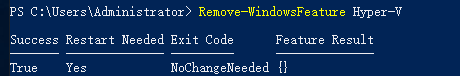 PS C:\Users\Administrator> Remove-WindowsFeature Hyper-V
Success Restart Needed Exit Code Feature Result
True Yes NoChangeNeeded {}